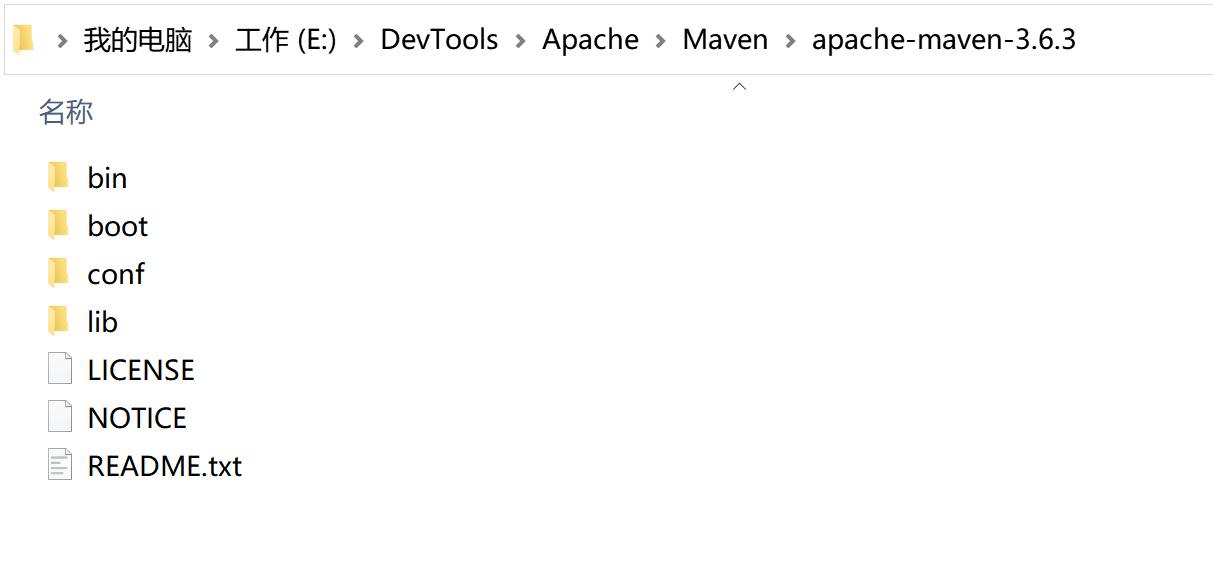 我的电脑 > 工作 (E:) > DevTools > Apache > Maven > apache-maven-3.6.3
名称
bin
boot
conf
lib
LICENSE
NOTICE
README.txt